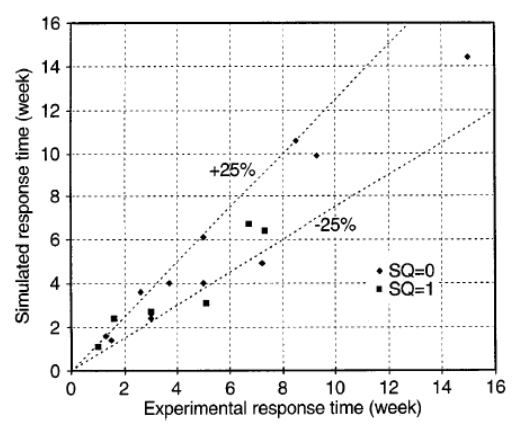 16
14
12
10
8
6
4
2
0
Simulated response time (week)
+25%
-25%
SQ=0
SQ=1
0 2 4 6 8 10 12 14 16
Experimental response time (week)